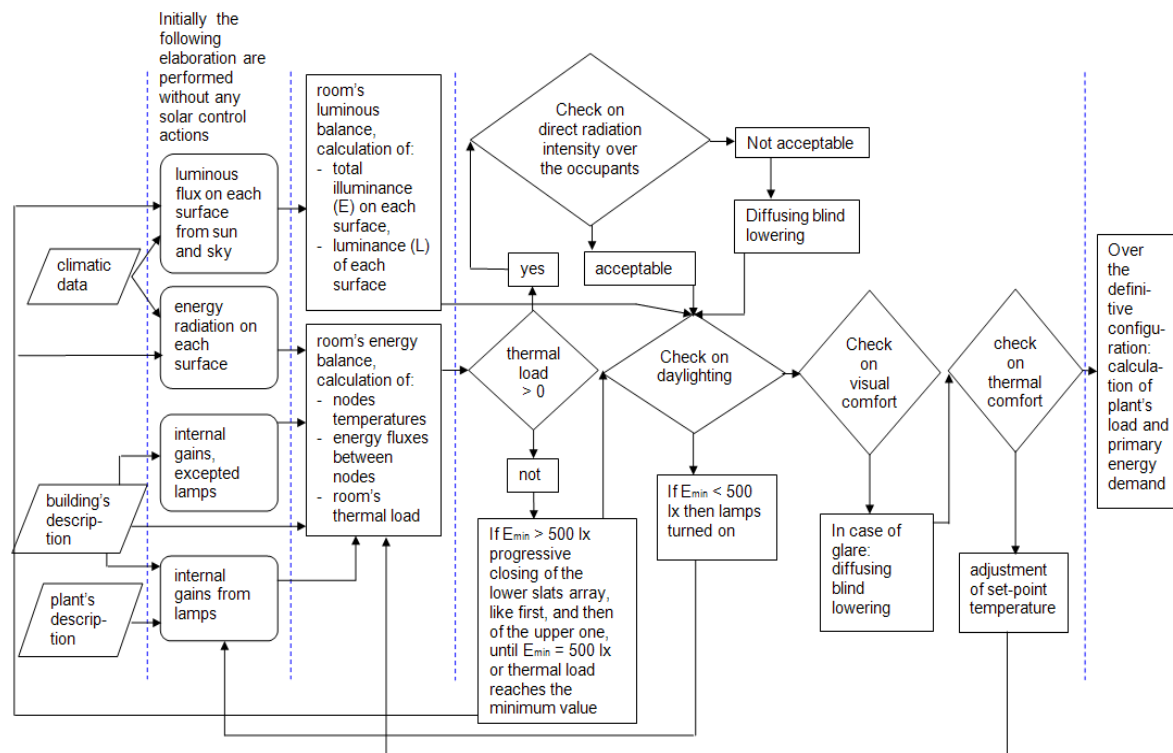 Initially the
following
elaboration are
performed
without any
solar control
actions
luminous
flux on each
surface
from sun
and sky
climatic
data
energy
radiation on
each
surface
internal
gains,
excepted
lamps
building's
descrip-
tion
internal
gains from
lamps
plant's
descrip-
tion
room's
luminous
balance,
calculation of:
- total
illuminance
(E) on each
surface,
- luminance (L)
of each
surface
room's energy
balance,
calculation of:
- nodes
temperatures
- energy fluxes
between
nodes
- room's
thermal load
Check on
direct radiation
intensity over
the occupants
Not acceptable
Diffusing blind
lowering
acceptable
yes
thermal
load
> 0
not
If Emin > 500 lx
progressive
closing of the
lower slats array,
like first, and then
of the upper one,
until Emin = 500 lx
or thermal load
reaches the
minimum value
Check on
daylighting
If Emin < 500
lx then lamps
turned on
Check
on
visual
comfort
In case of
glare:
diffusing
blind
lowering
check
on
thermal
comfort
adjustment
of set-point
temperature
Over
the
defini-
tive
configu-
ration:
calcula-
tion of
plant's
load and
primary
energy
demand